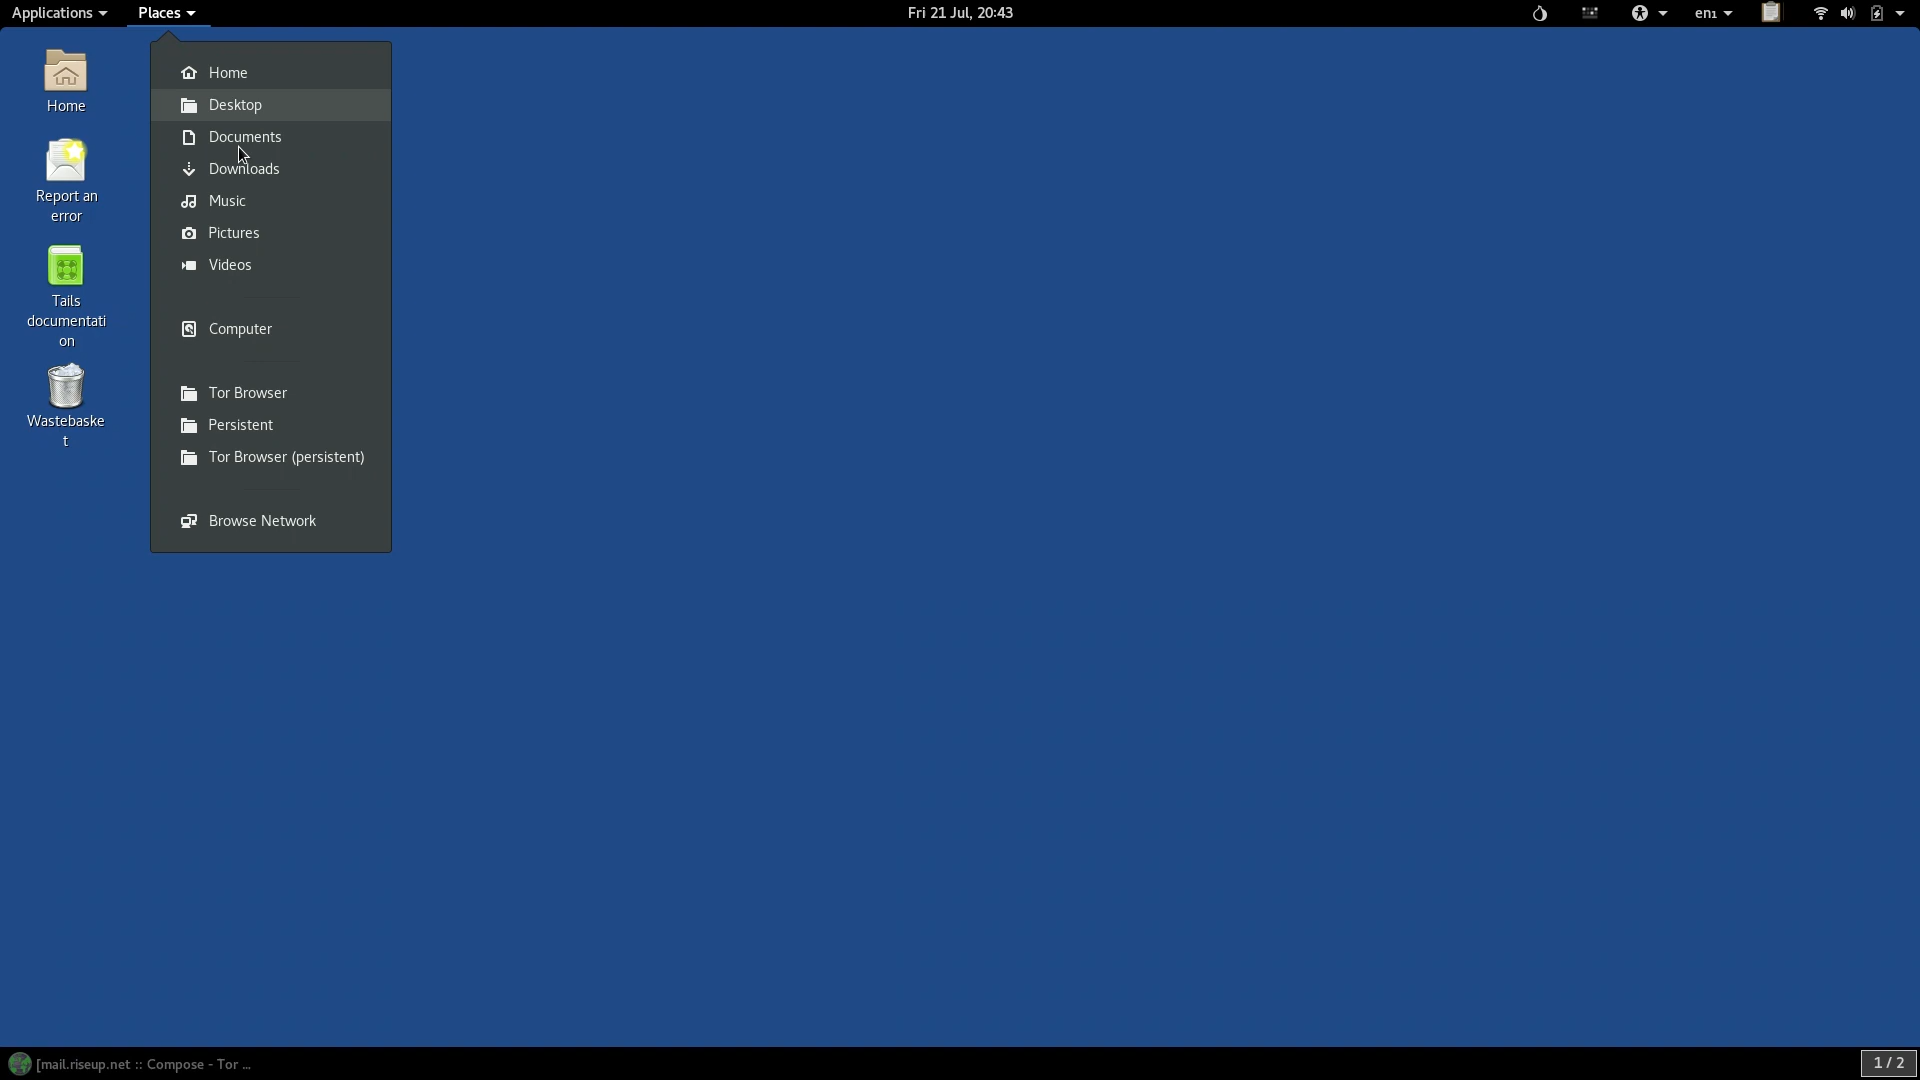 Applications
Places
Fri 21 Jul, 20:43
en1
Home
Report an
error
Tails
documentati
on
Wastebaske
t
Home
Desktop
Documents
Downloads
Music
Pictures
Videos
Computer
Tor Browser
Persistent
Tor Browser (persistent)
Browse Network
[mail.riseup.net :: Compose - Tor ...
1 / 2